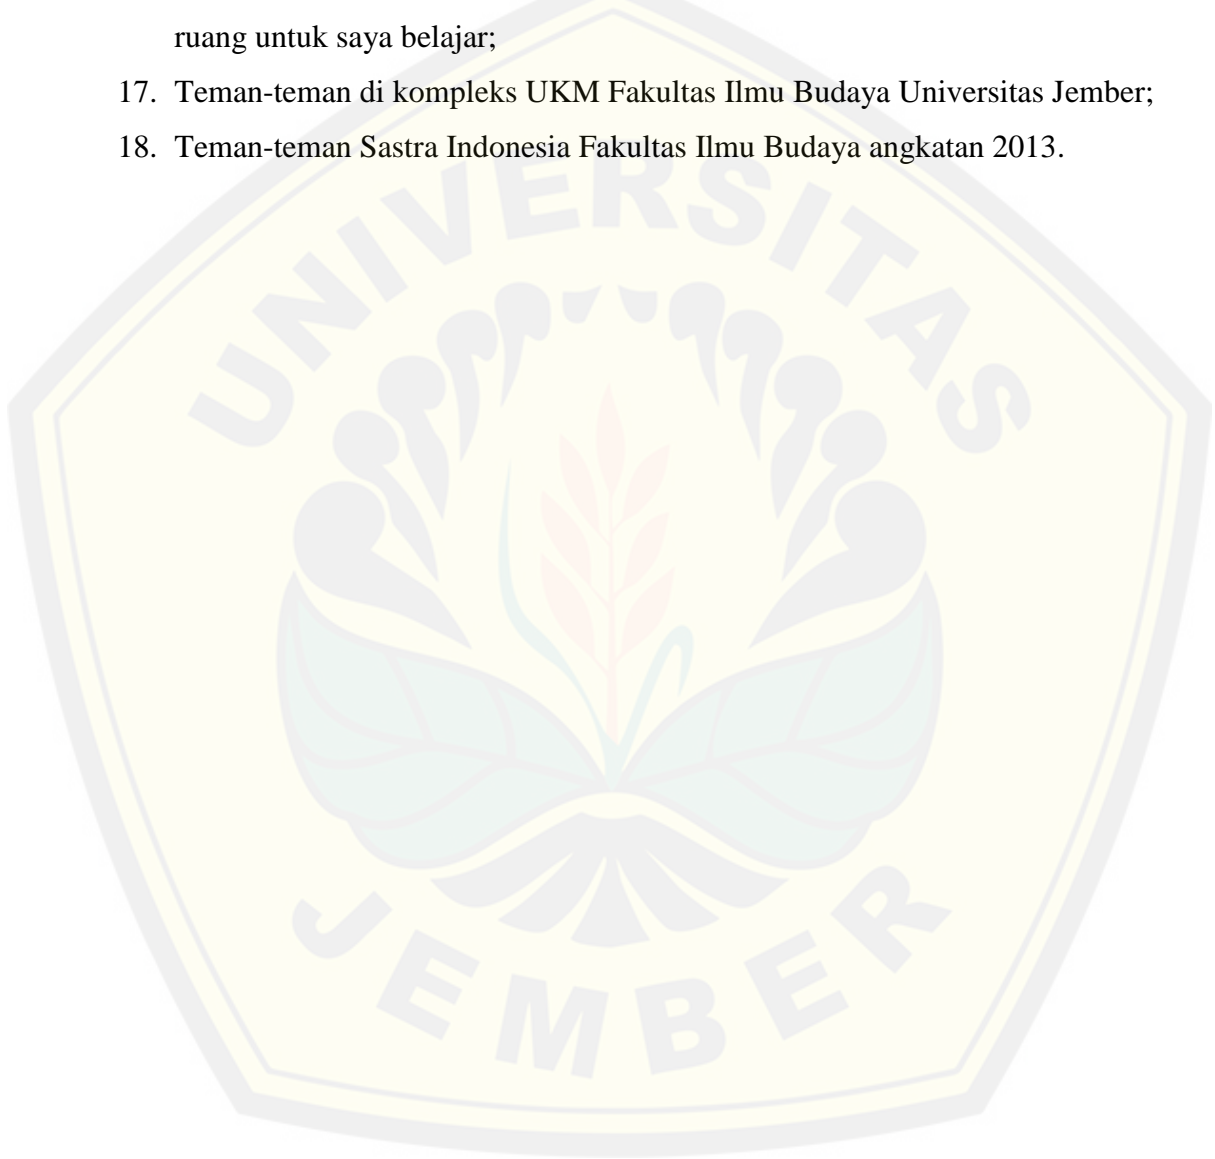 ruang untuk saya belajar;
17. Teman-teman di kompleks UKM Fakultas Ilmu Budaya Universitas Jember;
18. Teman-teman Sastra Indonesia Fakultas Ilmu Budaya angkatan 2013.
UNIVERSITAS
JEMBER